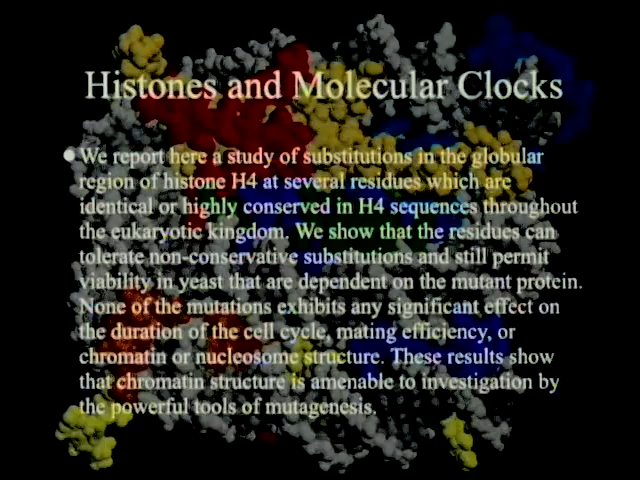 Histones and Molecular Clocks
We report here a study of substitutions in the globular
region of histone H4 at several residues which are
identical or highly conserved in H4 sequences throughout
the eukaryotic kingdom. We show that the residues can
tolerate non-conservative substitutions and still permit
viability in yeast that are dependent on the mutant protein.
None of the mutations exhibits any significant effect on
the duration of the cell cycle, mating efficiency, or
chromatin or nucleosome structure. These results show
that chromatin structure is amenable to investigation by
the powerful tools of mutagenesis.